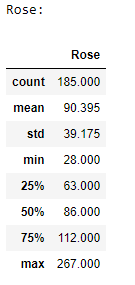 Rose:
Rose
count 185.000
mean 90.395
std 39.175
min 28.000
25% 63.000
50% 86.000
75% 112.000
max 267.000